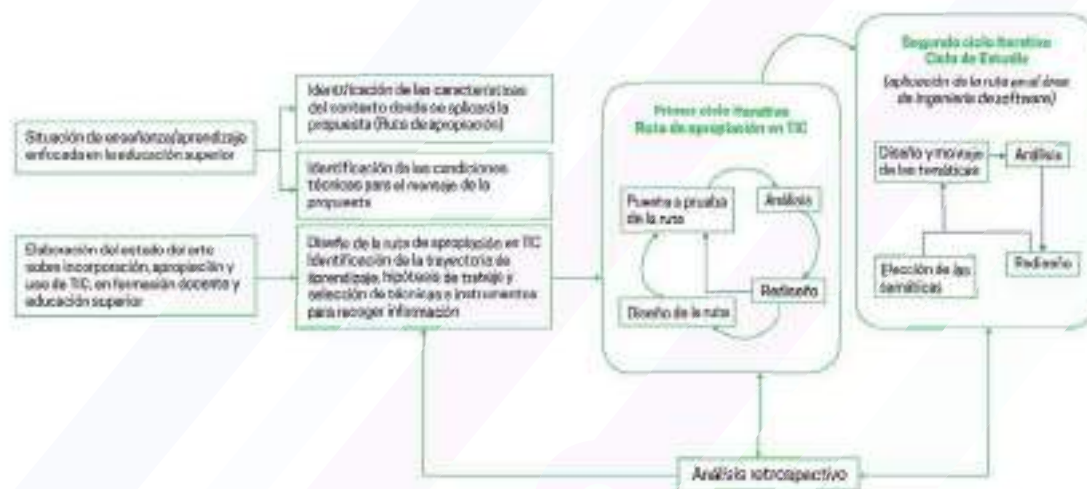 Situación de enseñanza/aprendizaje
enfocada en la educación superior
Elaboración del estado del arte
sobre incorporación, apropiación y
uso de TIC, en formación docente y
educación superior
Identificación de las características
del contexto donde se aplicará la
propuesta (Ruta de apropiación)
Identificación de las condiciones
técnicas para el montaje de la
propuesta
Diseño de la ruta de apropiación en TIC
Identificación de la trayectoria de
aprendizaje, hipótesis de trabajo y
selección de técnicas e instrumentos
para recoger información
Primer ciclo iterativo
Ruta de apropiación en TIC
Puesta a prueba
de la ruta
Análisis
Rediseño
Diseño de la ruta
Segundo ciclo iterativo
Ciclo de Estudio
(aplicación de la ruta en el área
de ingeniería de software)
Diseño y montaje
de las temáticas
Análisis
Elección de las
temáticas
Rediseño
Análisis retrospectivo